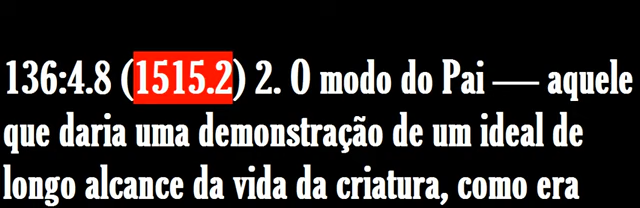 136:4.8 (1515.2) 2. O modo do Pai — aquele
que daria uma demonstração de um ideal de
longo alcance da vida da criatura, como era